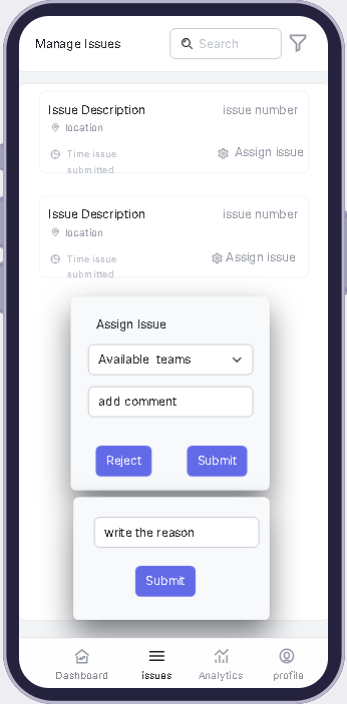 Manage Issues
Search
Issue Description
issue number
location
Time issue
submitted
Assign issue
Issue Description
issue number
location
Time issue
submitted
Assign issue
Assign Issue
Available teams
add comment
Reject
Submit
write the reason
Submit
Dashboard
issues
Analytics
profile